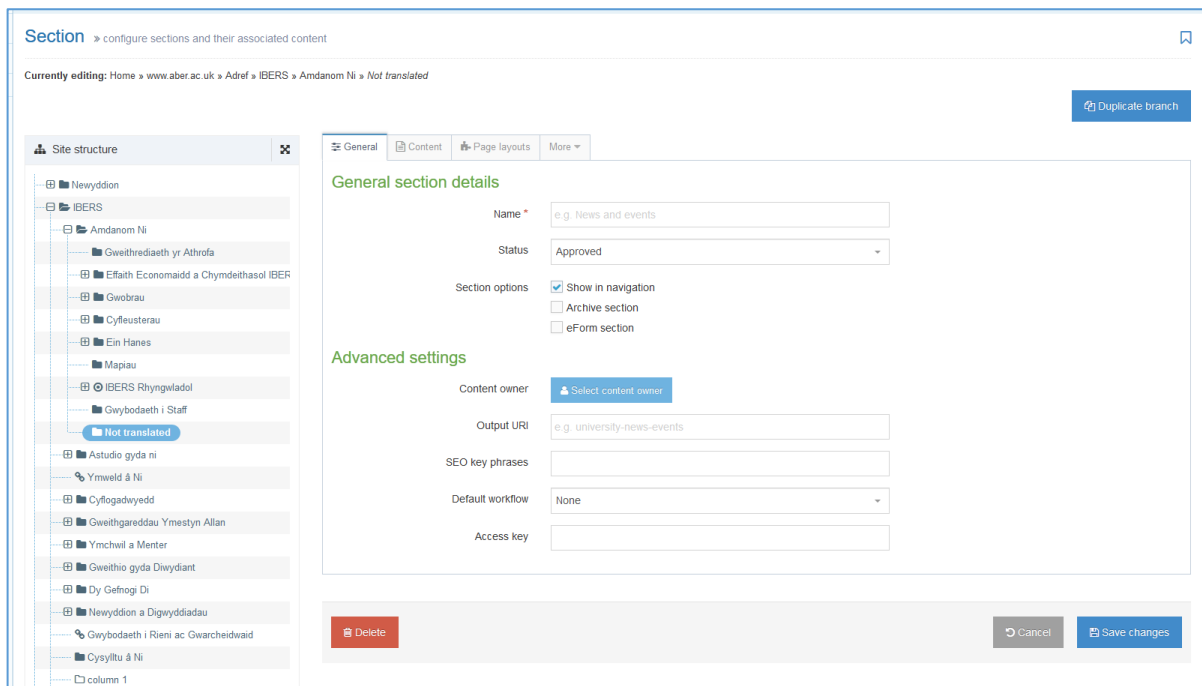 Section » configure sections and their associated content
Currently editing: Home » www.aber.ac.uk » Adref » IBERS » Amdanom Ni » Not translated
Duplicate branch
Site structure
Newyddion
IBERS
Amdanom Ni
Gweithrediaeth yr Athrofa
Effaith Economaidd a Chymdeithasol IBER
Gwobrau
Cyfleusterau
Ein Hanes
Mapiau
IBERS Rhyngwladol
Gwybodaeth i Staff
Not translated
Astudio gyda ni
Ymweld â Ni
Cyflogadwyedd
Gweithgareddau Ymestyn Allan
Ymchwil a Menter
Gweithio gyda Diwydiant
Dy Gefnogi Di
Newyddion a Digwyddiadau
Gwybodaeth i Rieni ac Gwarcheidwaid
Cysylltu â Ni
column 1
General Content Page layouts More
General section details
Name * e.g. News and events
Status Approved
Section options Show in navigation
Archive section
eForm section
Advanced settings
Content owner Select content owner
Output URI e.g. university-news-events
SEO key phrases
Default workflow None
Access key
Delete Cancel Save changes